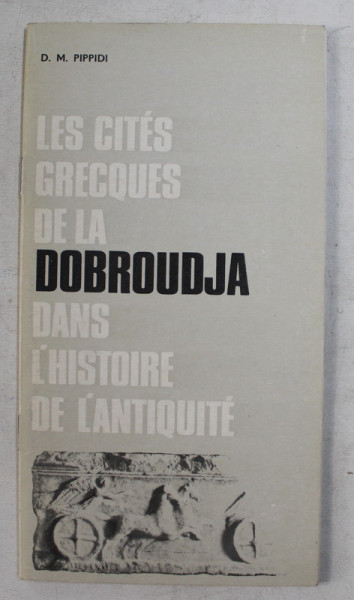 D. M. PIPPIDI
LES CITÉS
GRECQUES
DE LA
DOBROUDJA
DANS
L'HISTOIRE
DE L'ANTIQUITÉ